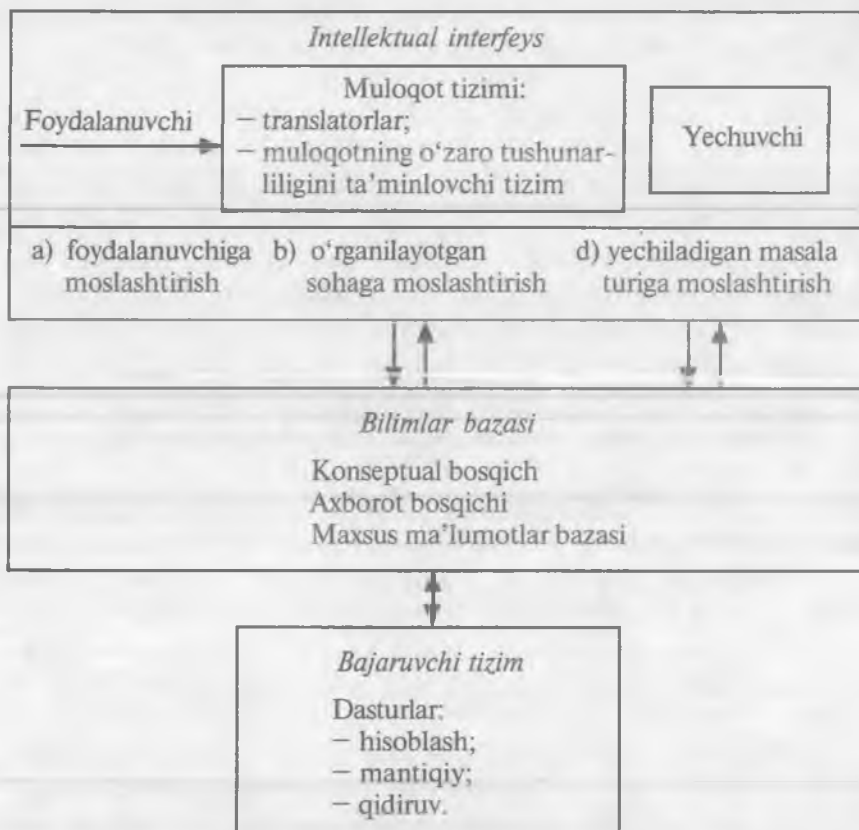 Intellektual interfeys
Foydalanuvchi
Muloqot tizimi:
– translatorlar;
– muloqotning o‘zaro tushunar-
liligini ta’minlovchi tizim
Yechuvchi
a) foydalanuvchiga
moslashtirish
b) o‘rganilayotgan
sohaga moslashtirish
d) yechiladigan masala
turiga moslashtirish
Bilimlar bazasi
Konseptual bosqich
Axborot bosqichi
Maxsus ma’lumotlar bazasi
Bajaruvchi tizim
Dasturlar:
– hisoblash;
– mantiqiy;
– qidiruv.